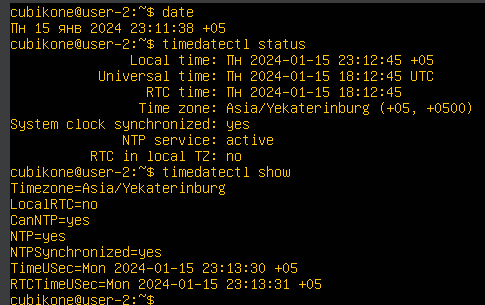 cubikone@user-2:~$ date
Пн 15 янв 2024 23:11:38 +05
cubikone@user-2:~$ timedatectl status
Local time: Пн 2024-01-15 23:12:45 +05
Universal time: Пн 2024-01-15 18:12:45 UTC
RTC time: Пн 2024-01-15 18:12:45
Time zone: Asia/Yekaterinburg (+05, +0500)
System clock synchronized: yes
NTP service: active
RTC in local TZ: no
cubikone@user-2:~$ timedatectl show
Timezone=Asia/Yekaterinburg
LocalRTC=no
CanNTP=yes
NTP=yes
NTPSynchronized=yes
TimeUSec=Mon 2024-01-15 23:13:30 +05
RTCTimeUSec=Mon 2024-01-15 23:13:31 +05
cubikone@user-2:~$